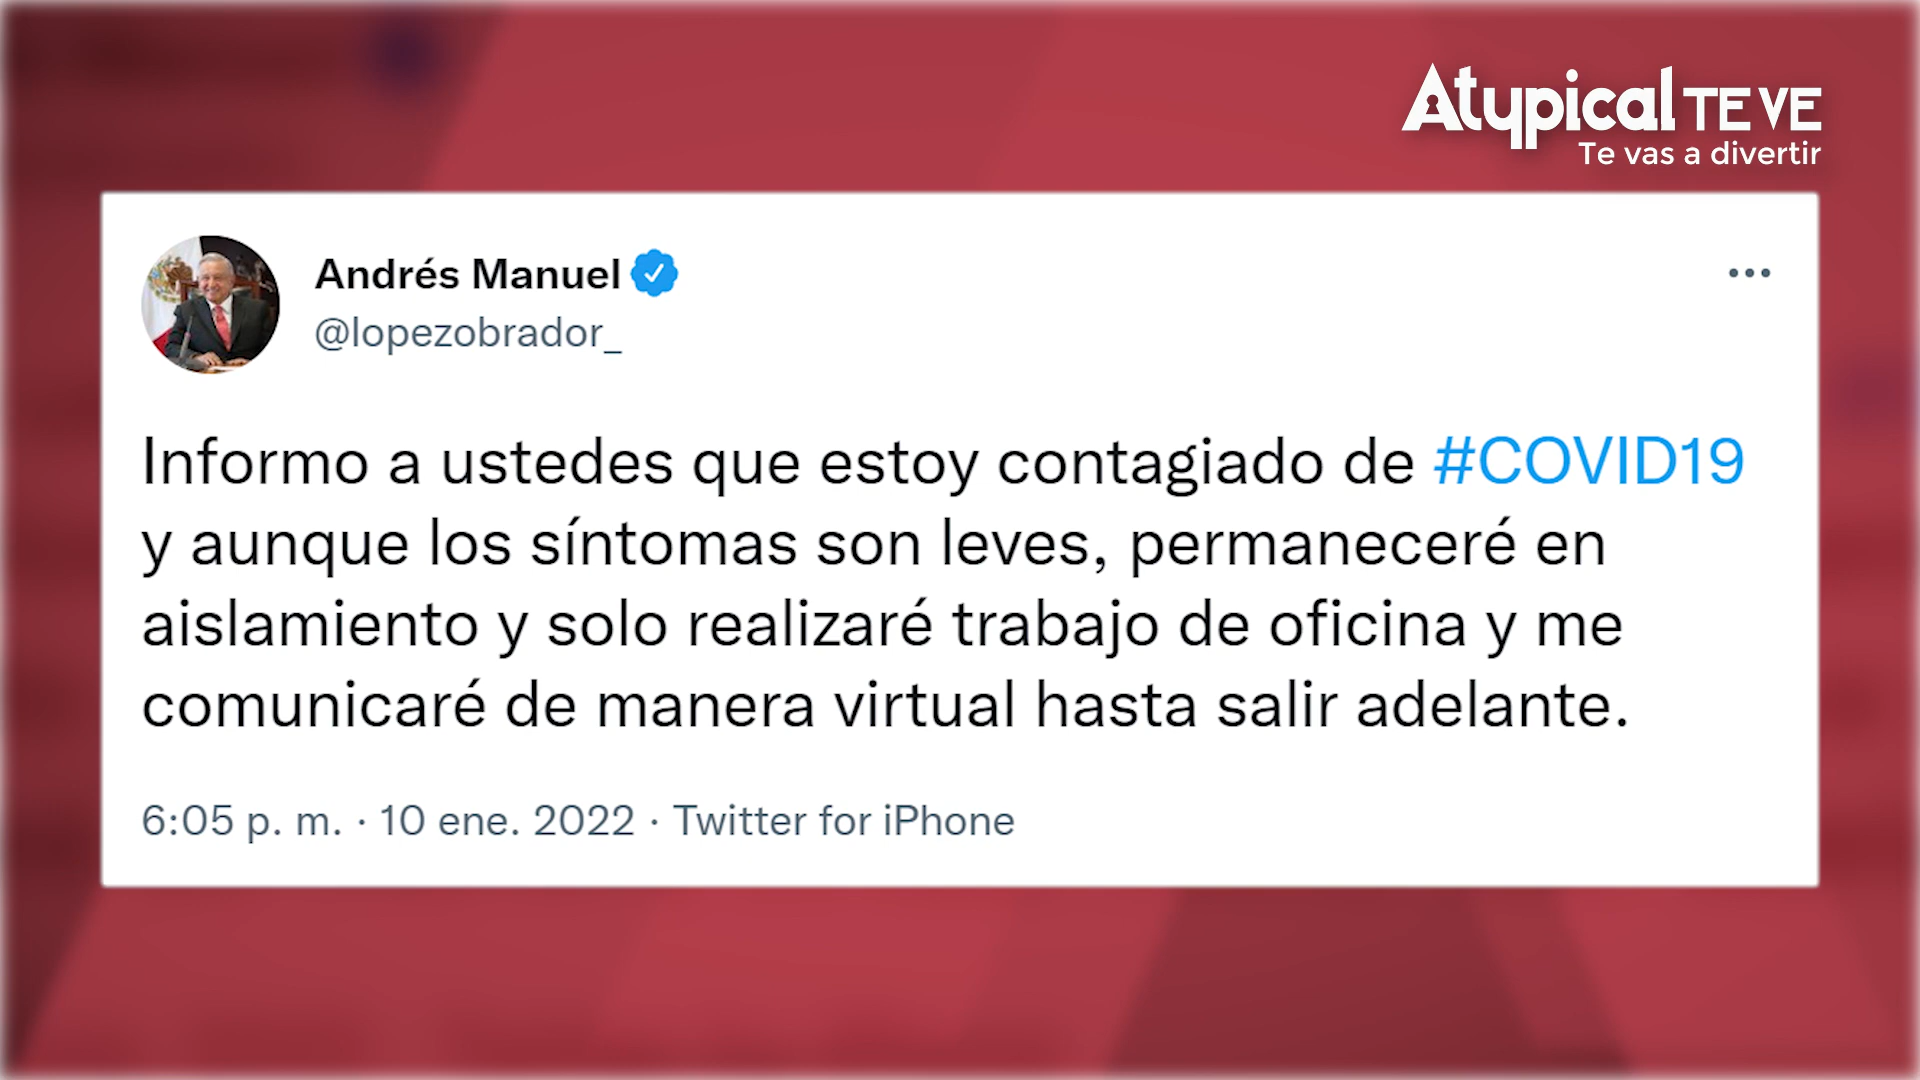 Atypical TE VE
Te vas a divertir
Andrés Manuel
@lopezobrador_
Informo a ustedes que estoy contagiado de #COVID19
y aunque los síntomas son leves, permaneceré en
aislamiento y solo realizaré trabajo de oficina y me
comunicaré de manera virtual hasta salir adelante.
6:05 p. m. · 10 ene. 2022 · Twitter for iPhone